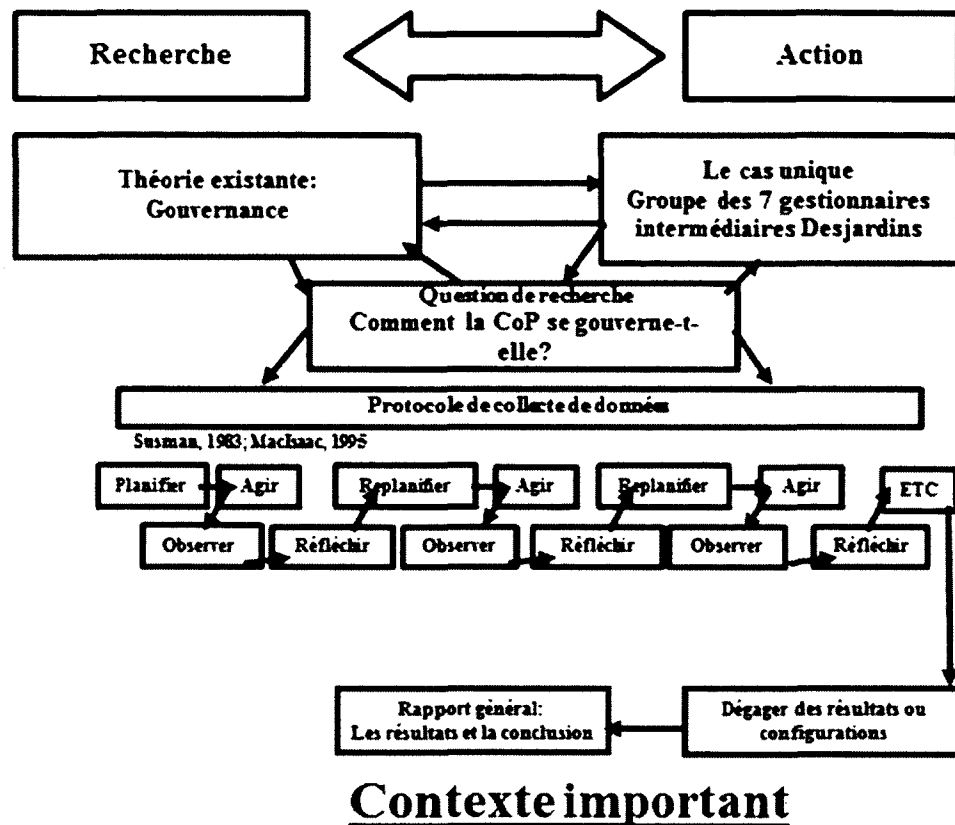 Recherche
Action
Théorie existante:
Gouvernance
Le cas unique
Groupe des 7 gestionnaires
intermédiaires Desjardins
Question de recherche
Comment la CoP se gouverne-t-
elle?
Protocole de collecte de données
Susman, 1983; MacIsaac, 1995
Planifier
Agir
Replanifier
Agir
Replanifier
Agir
ETC
Observer
Réfléchir
Observer
Réfléchir
Observer
Réfléchir
Rapport général:
Les résultats et la conclusion
Dégager des résultats ou
configurations
Contexte important